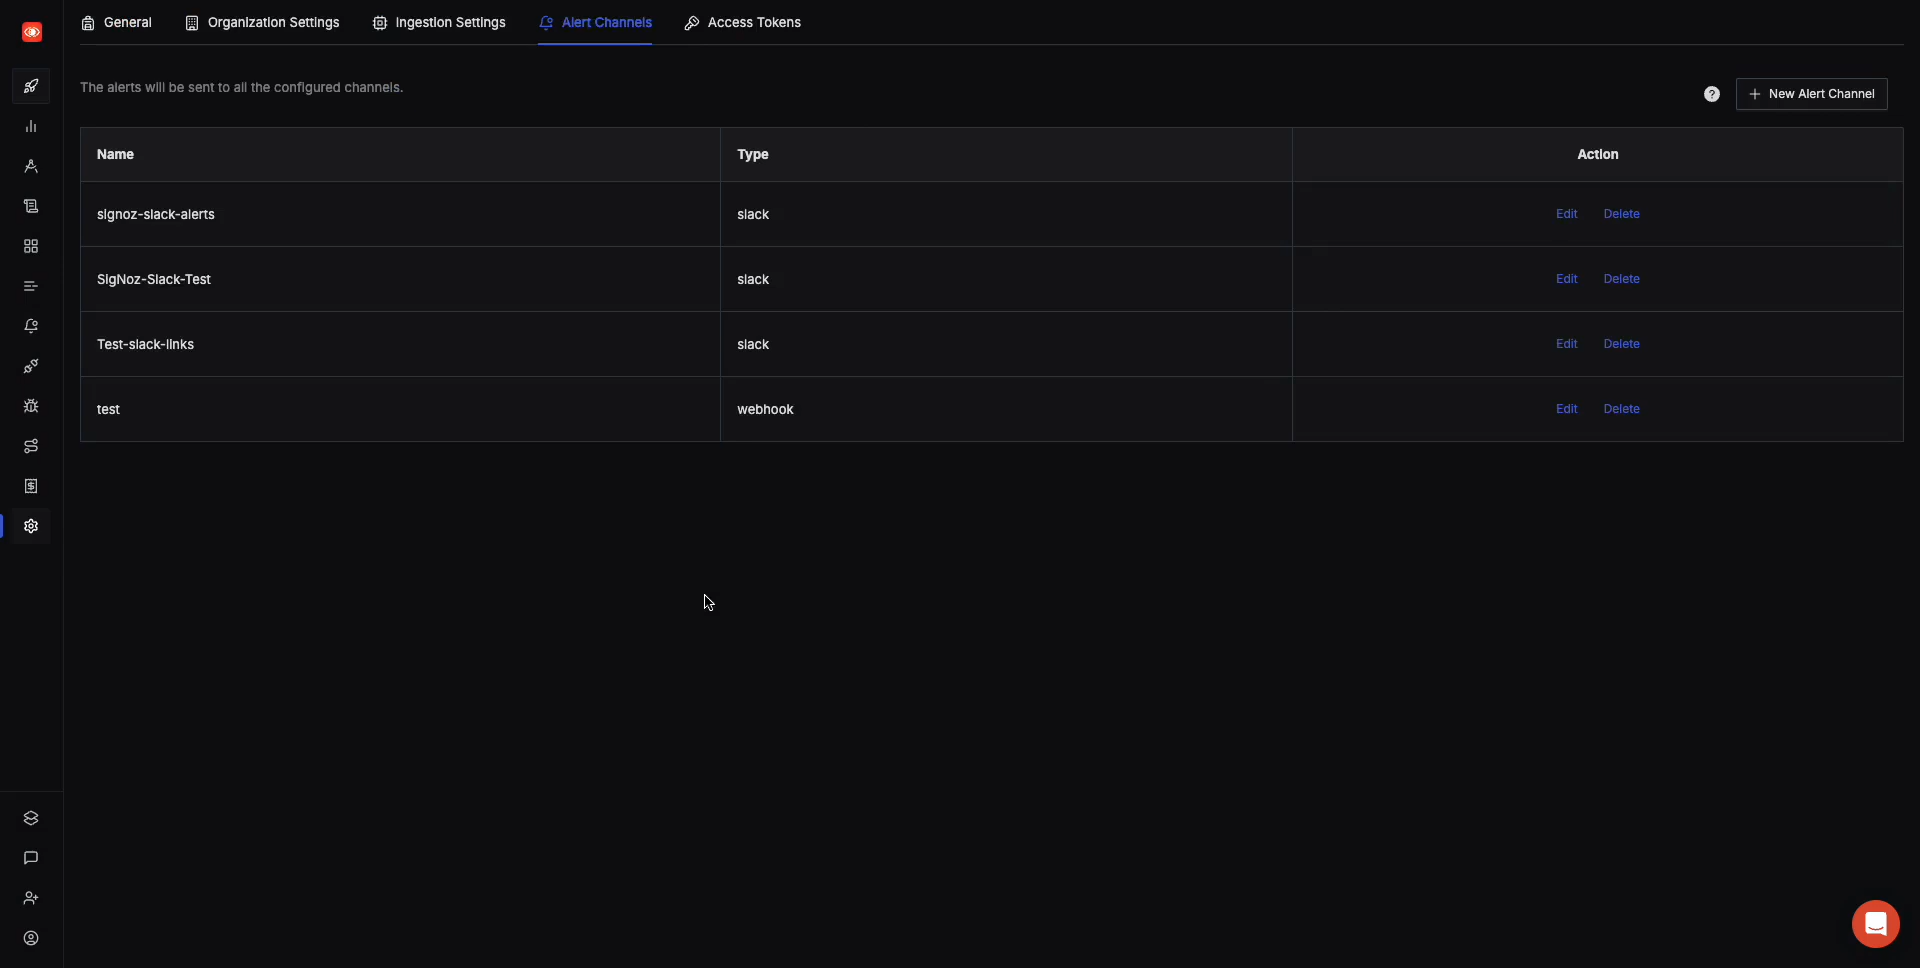 General Organization Settings Ingestion Settings Alert Channels Access Tokens
The alerts will be sent to all the configured channels.
? New Alert Channel
Name Type Action
signoz-slack-alerts slack Edit Delete
SigNoz-Slack-Test slack Edit Delete
Test-slack-links slack Edit Delete
test webhook Edit Delete